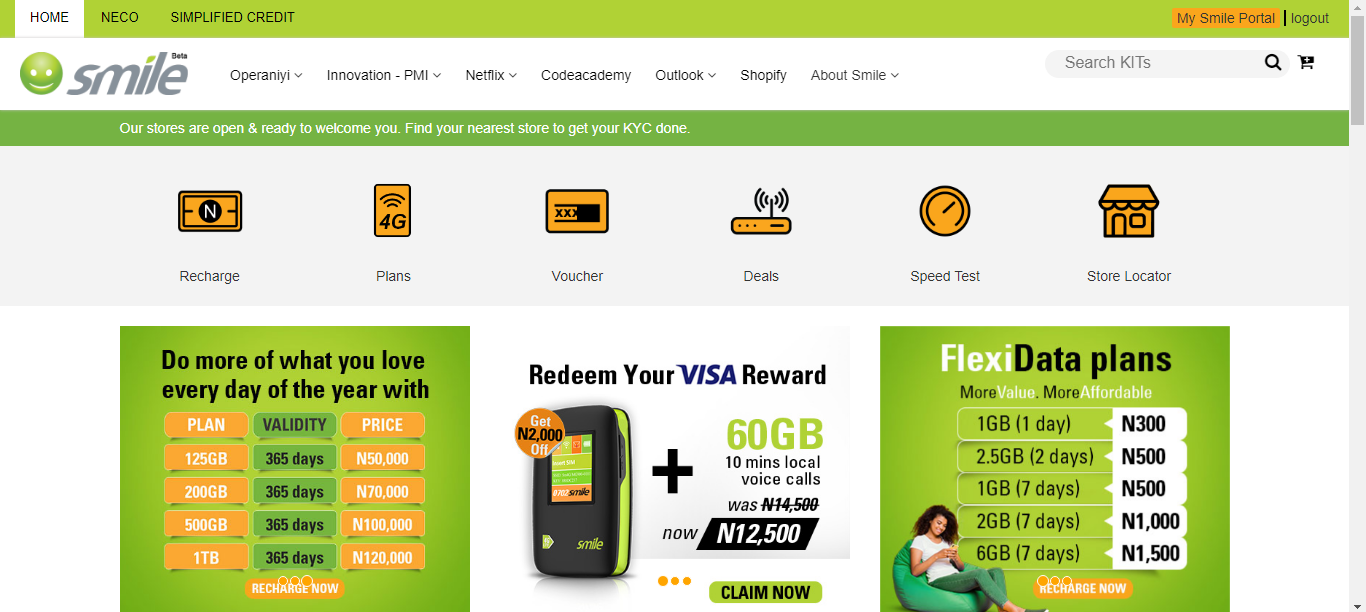 HOME NECO SIMPLIFIED CREDIT My Smile Portal | logout
smile Beta Operaniyi Innovation - PMI Netflix Codeacademy Outlook Shopify About Smile Search KITs
Our stores are open & ready to welcome you. Find your nearest store to get your KYC done.
N 4G XXX
Recharge Plans Voucher Deals Speed Test Store Locator
Do more of what you love
every day of the year with
PLAN VALIDITY PRICE
125GB 365 days N50,000
200GB 365 days N70,000
500GB 365 days N100,000
1TB 365 days N120,000
RECHARGE NOW
Redeem Your VISA Reward
Get
N2,000
Off
smile
60GB
10 mins local
voice calls
was N14,500
now N12,500
CLAIM NOW
FlexiData plans
MoreValue. MoreAffordable
1GB (1 day) N300
2.5GB (2 days) N500
1GB (7 days) N500
2GB (7 days) N1,000
6GB (7 days) N1,500
RECHARGE NOW